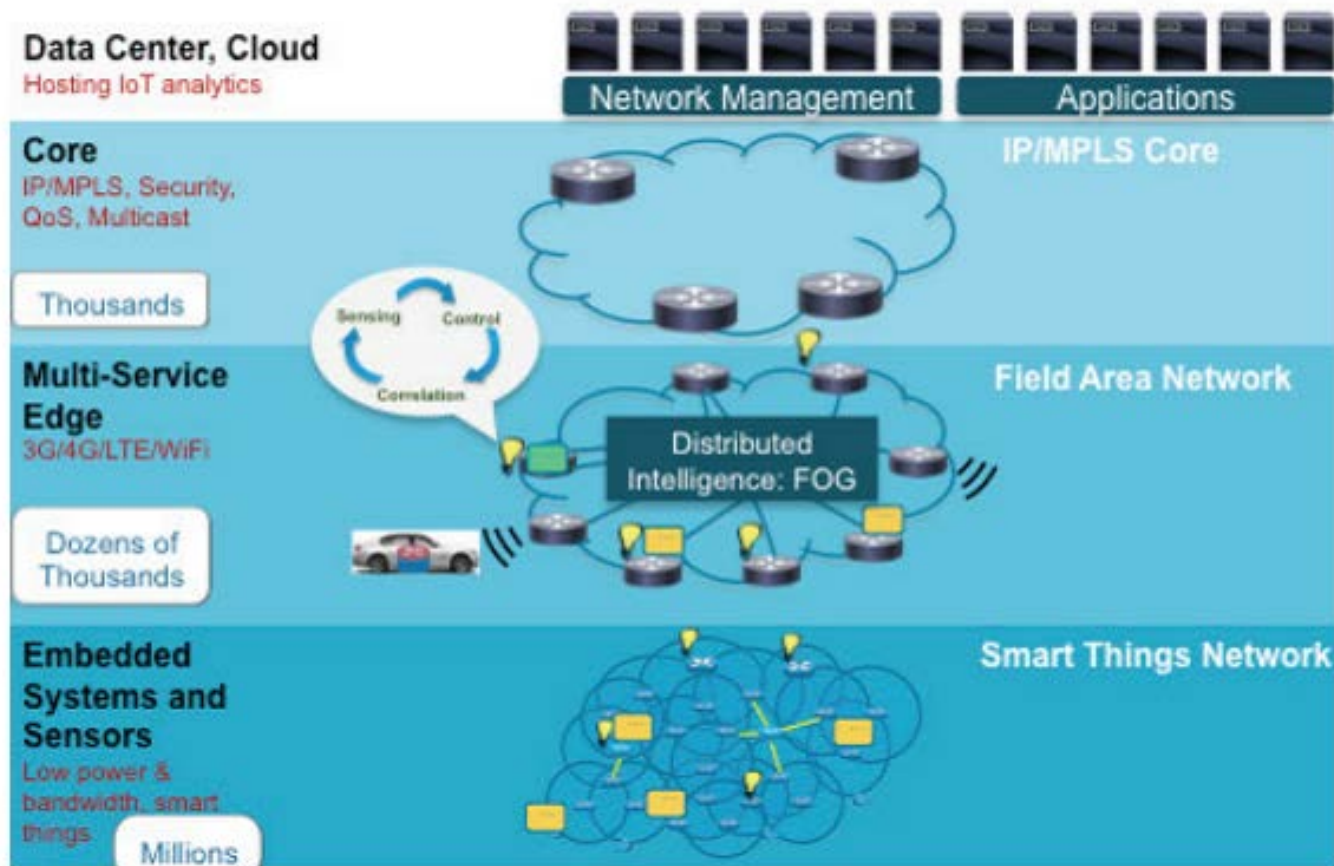 Data Center, Cloud
Hosting IoT analytics
Network Management
Applications
Core
IP/MPLS, Security,
QoS, Multicast
IP/MPLS Core
Thousands
Sensing
Control
Correlation
Multi-Service
Edge
3G/4G/LTE/WiFi
Field Area Network
Distributed
Intelligence: FOG
Dozens of
Thousands
Embedded
Systems and
Sensors
Low power &
bandwidth, smart
things
Smart Things Network
Millions